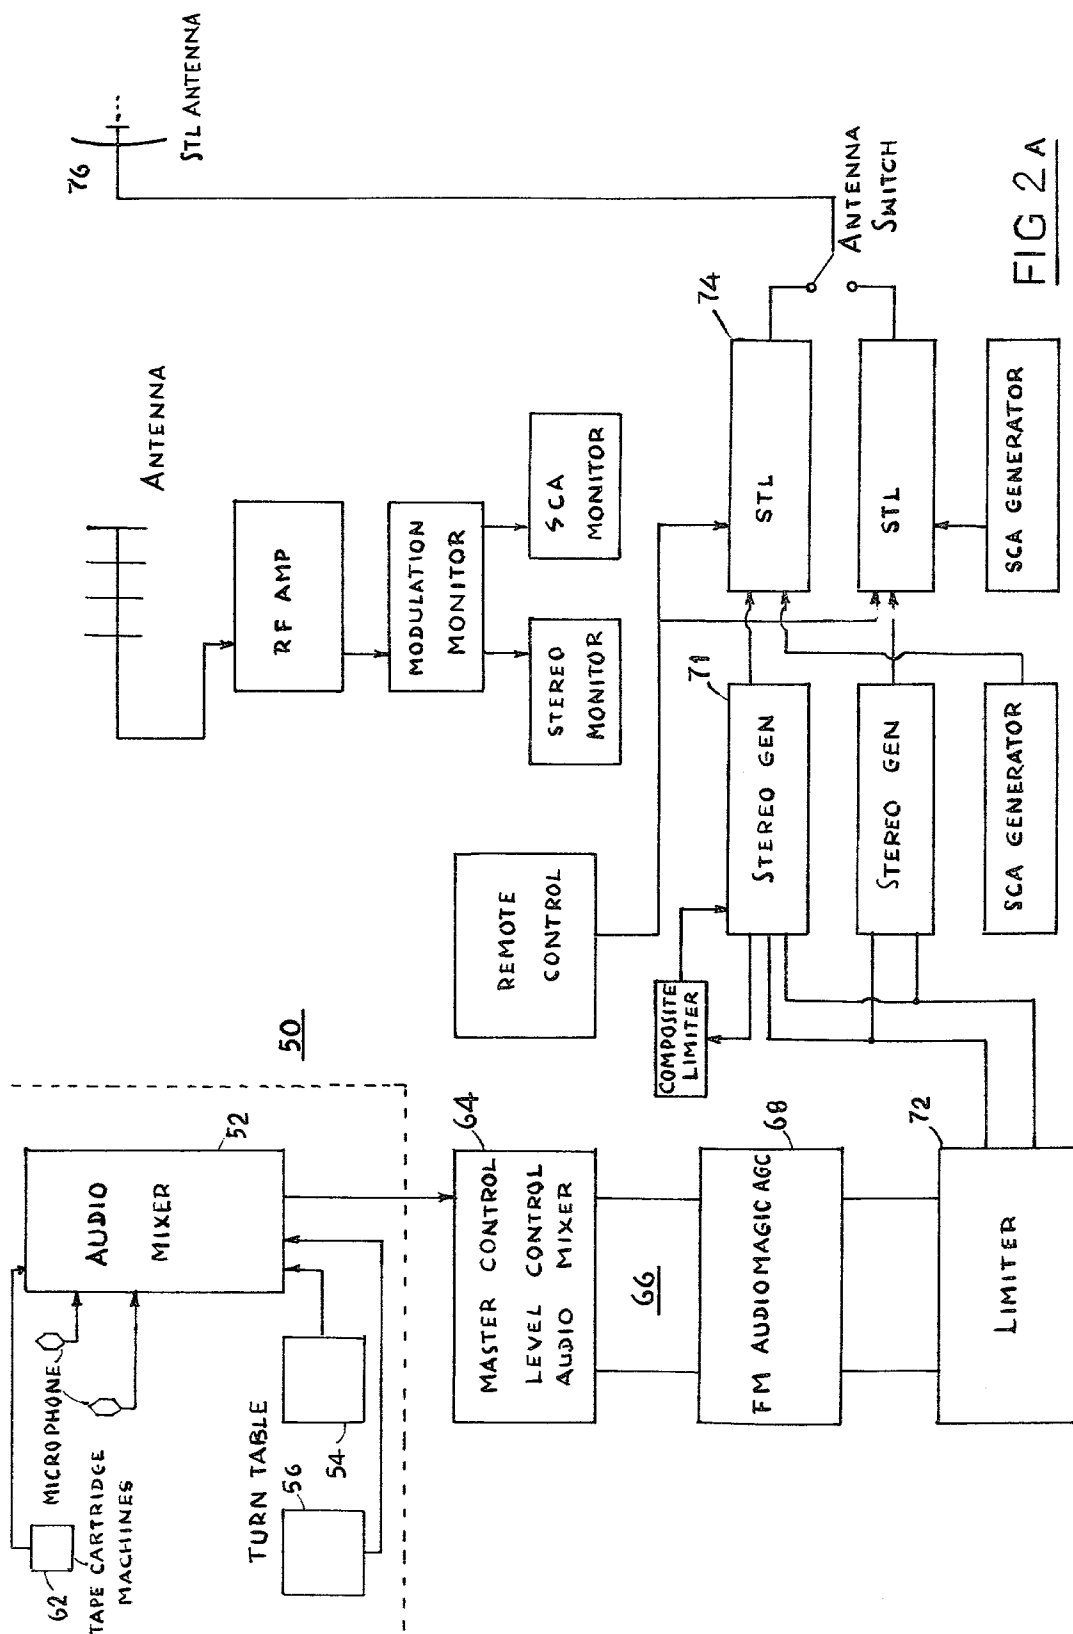 62
TAPE CARTRIDGE
MACHINES
MICROPHONE
AUDIO
MIXER
52
50
TURN TABLE
56
54
64
MASTER CONTROL
LEVEL CONTROL
AUDIO MIXER
66
68
FM AUDIOMAGIC AGC
72
LIMITER
REMOTE
CONTROL
COMPOSITE
LIMITER
71
STEREO GEN
STEREO GEN
SCA GENERATOR
ANTENNA
RF AMP
MODULATION
MONITOR
STEREO
MONITOR
SCA
MONITOR
74
STL
STL
SCA GENERATOR
76
STL ANTENNA
ANTENNA
SWITCH
FIG 2A